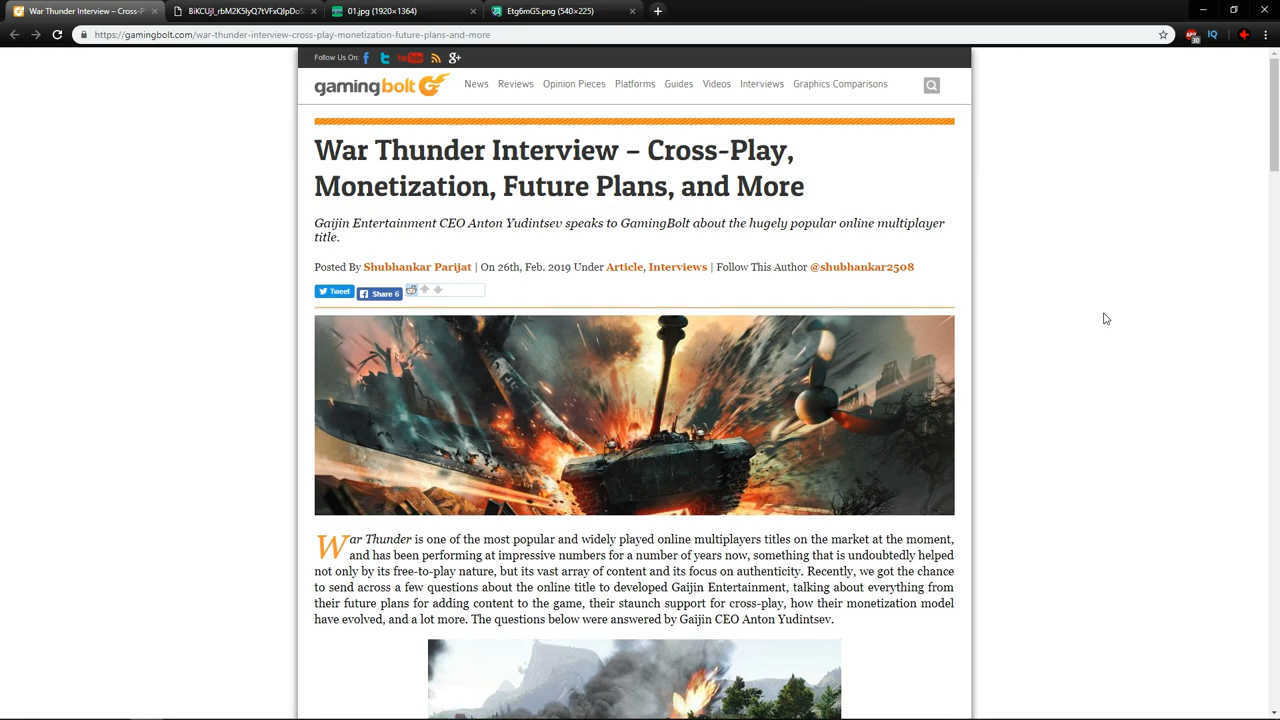 War Thunder Interview – Cross-P
BiKCUjI_rbM2K5lyQ7tVFxQIpDoS
01.jpg (1920×1364)
Etg6mGS.png (540×225)
https://gamingbolt.com/war-thunder-interview-cross-play-monetization-future-plans-and-more
30
IQ
Follow Us On:
YouTube
g+
gamingbolt
News Reviews Opinion Pieces Platforms Guides Videos Interviews Graphics Comparisons
War Thunder Interview – Cross-Play,
Monetization, Future Plans, and More
Gaijin Entertainment CEO Anton Yudintsev speaks to GamingBolt about the hugely popular online multiplayer
title.
Posted By Shubhankar Parijat | On 26th, Feb. 2019 Under Article, Interviews | Follow This Author @shubhankar2508
Tweet
Share 6
War Thunder is one of the most popular and widely played online multiplayers titles on the market at the moment,
and has been performing at impressive numbers for a number of years now, something that is undoubtedly helped
not only by its free-to-play nature, but its vast array of content and its focus on authenticity. Recently, we got the chance
to send across a few questions about the online title to developed Gaijin Entertainment, talking about everything from
their future plans for adding content to the game, their staunch support for cross-play, how their monetization model
have evolved, and a lot more. The questions below were answered by Gaijin CEO Anton Yudintsev.